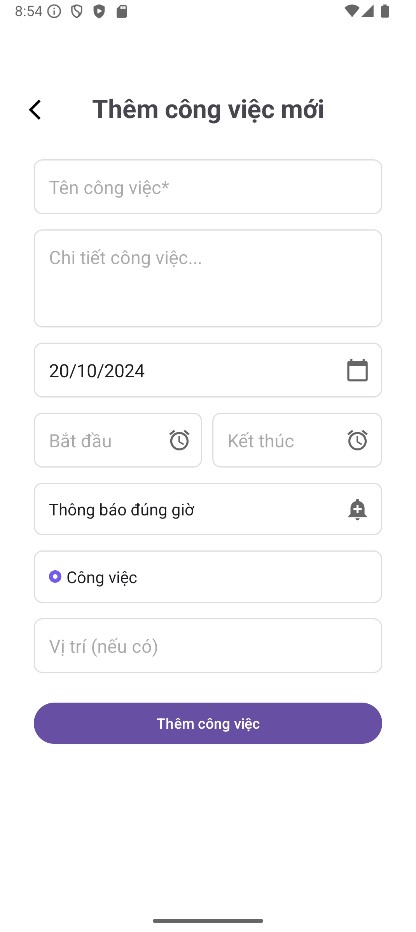 8:54
Thêm công việc mới
Tên công việc*
Chi tiết công việc...
20/10/2024
Bắt đầu
Kết thúc
Thông báo đúng giờ
Công việc
Vị trí (nếu có)
Thêm công việc